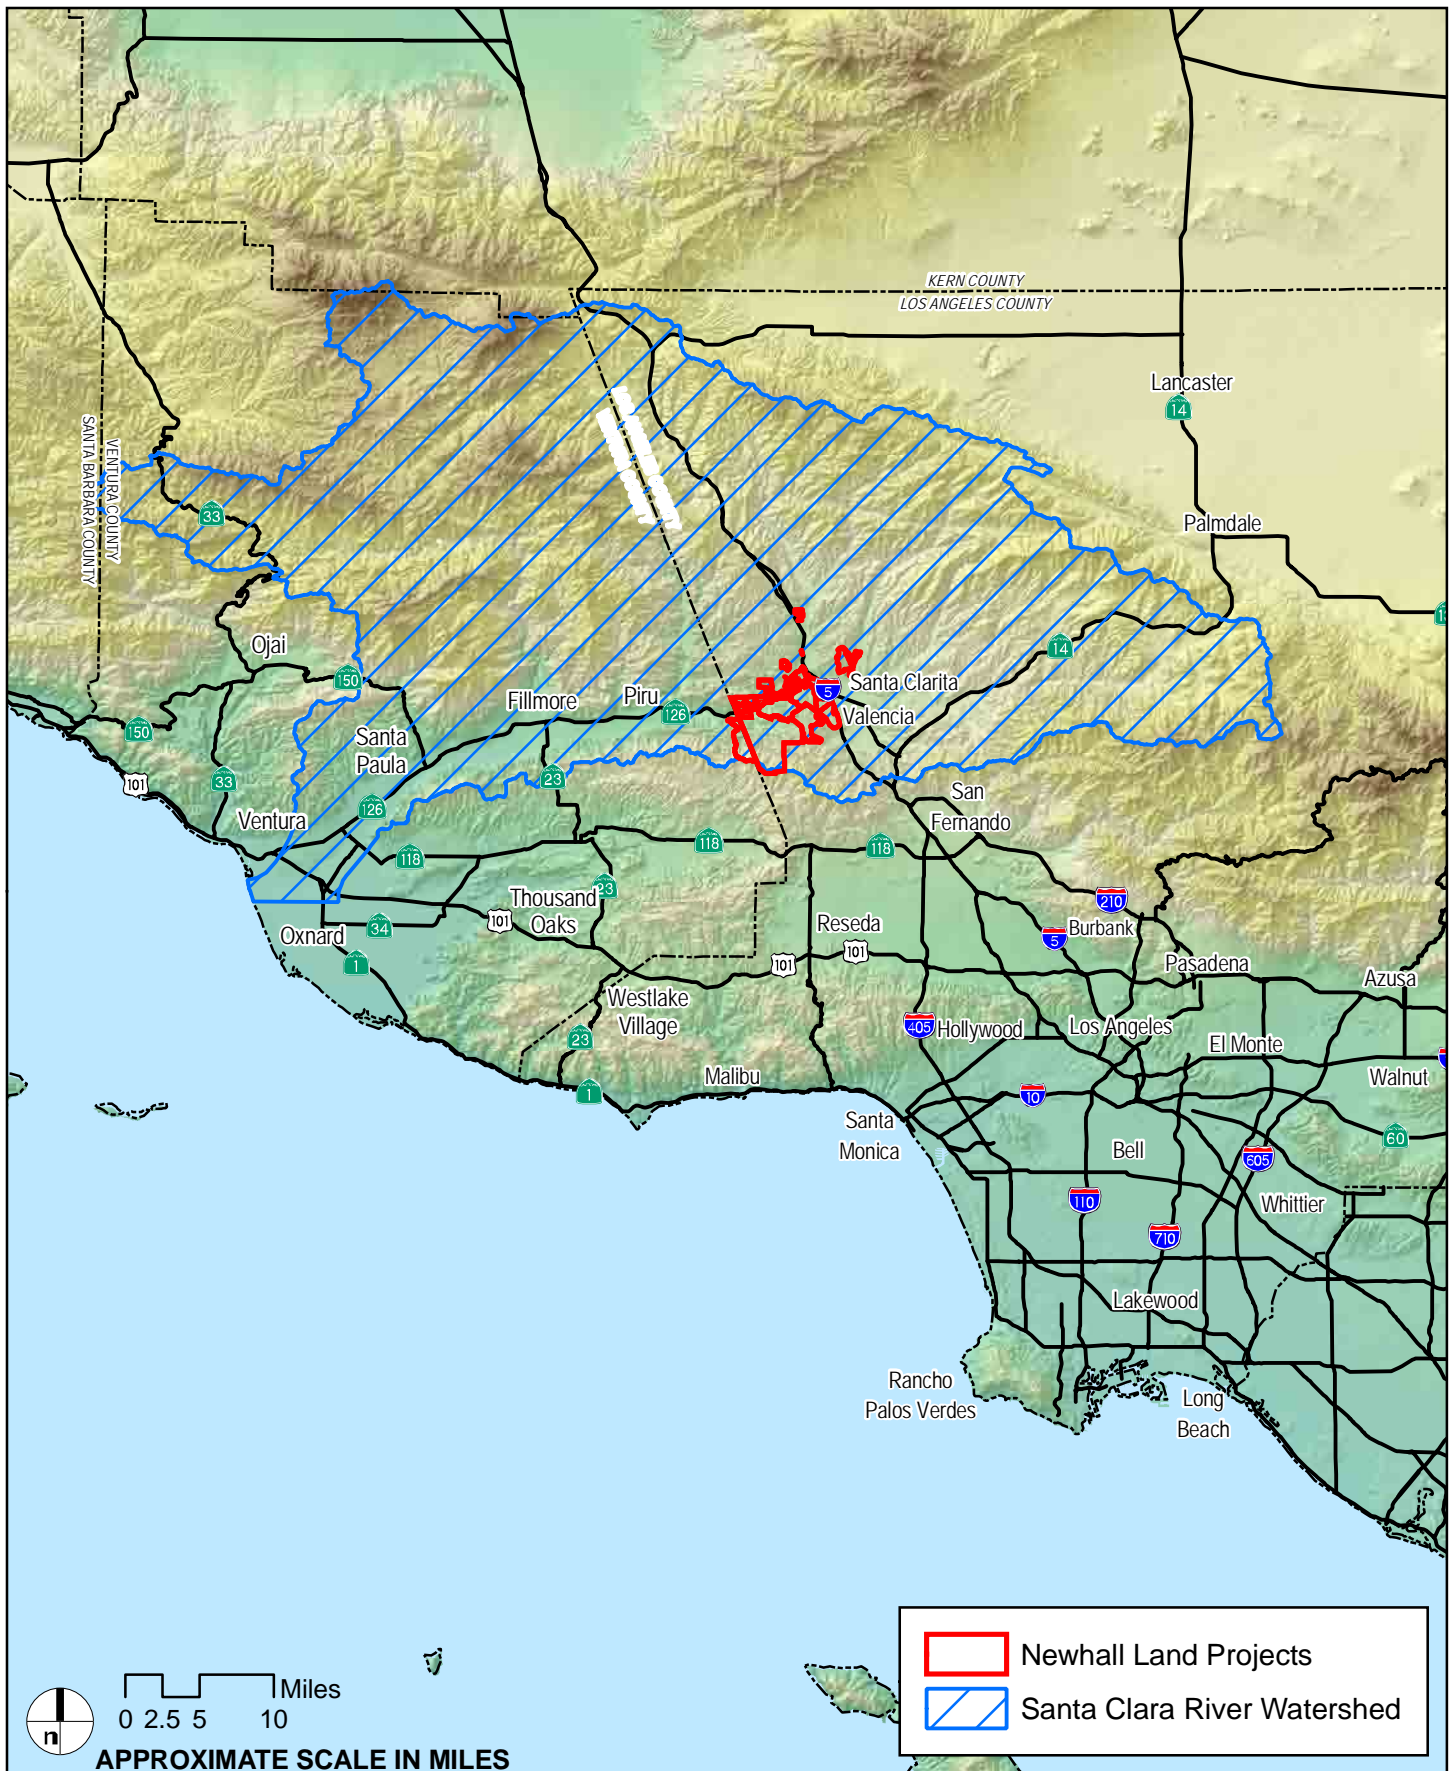 KERN COUNTY
LOS ANGELES COUNTY
Lancaster
14
SANTA BARBARA COUNTY
VENTURA COUNTY
33
Palmdale
Ojai
150
14
Santa Clarita
5
Fillmore
Piru
126
Valencia
150
Santa
Paula
101
33
23
126
Ventura
San
Fernando
118
118
118
Thousand
Oaks
23
210
101
Reseda
Burbank
5
Oxnard
34
1
101
101
Pasadena
Azusa
Westlake
Village
405
Hollywood
Los Angeles
El Monte
23
Malibu
Walnut
1
10
Santa
Monica
60
Bell
605
110
Whittier
710
Lakewood
Rancho
Palos Verdes
Long
Beach
Newhall Land Projects
Santa Clara River Watershed
Miles
0 2.5 5 10
n
APPROXIMATE SCALE IN MILES